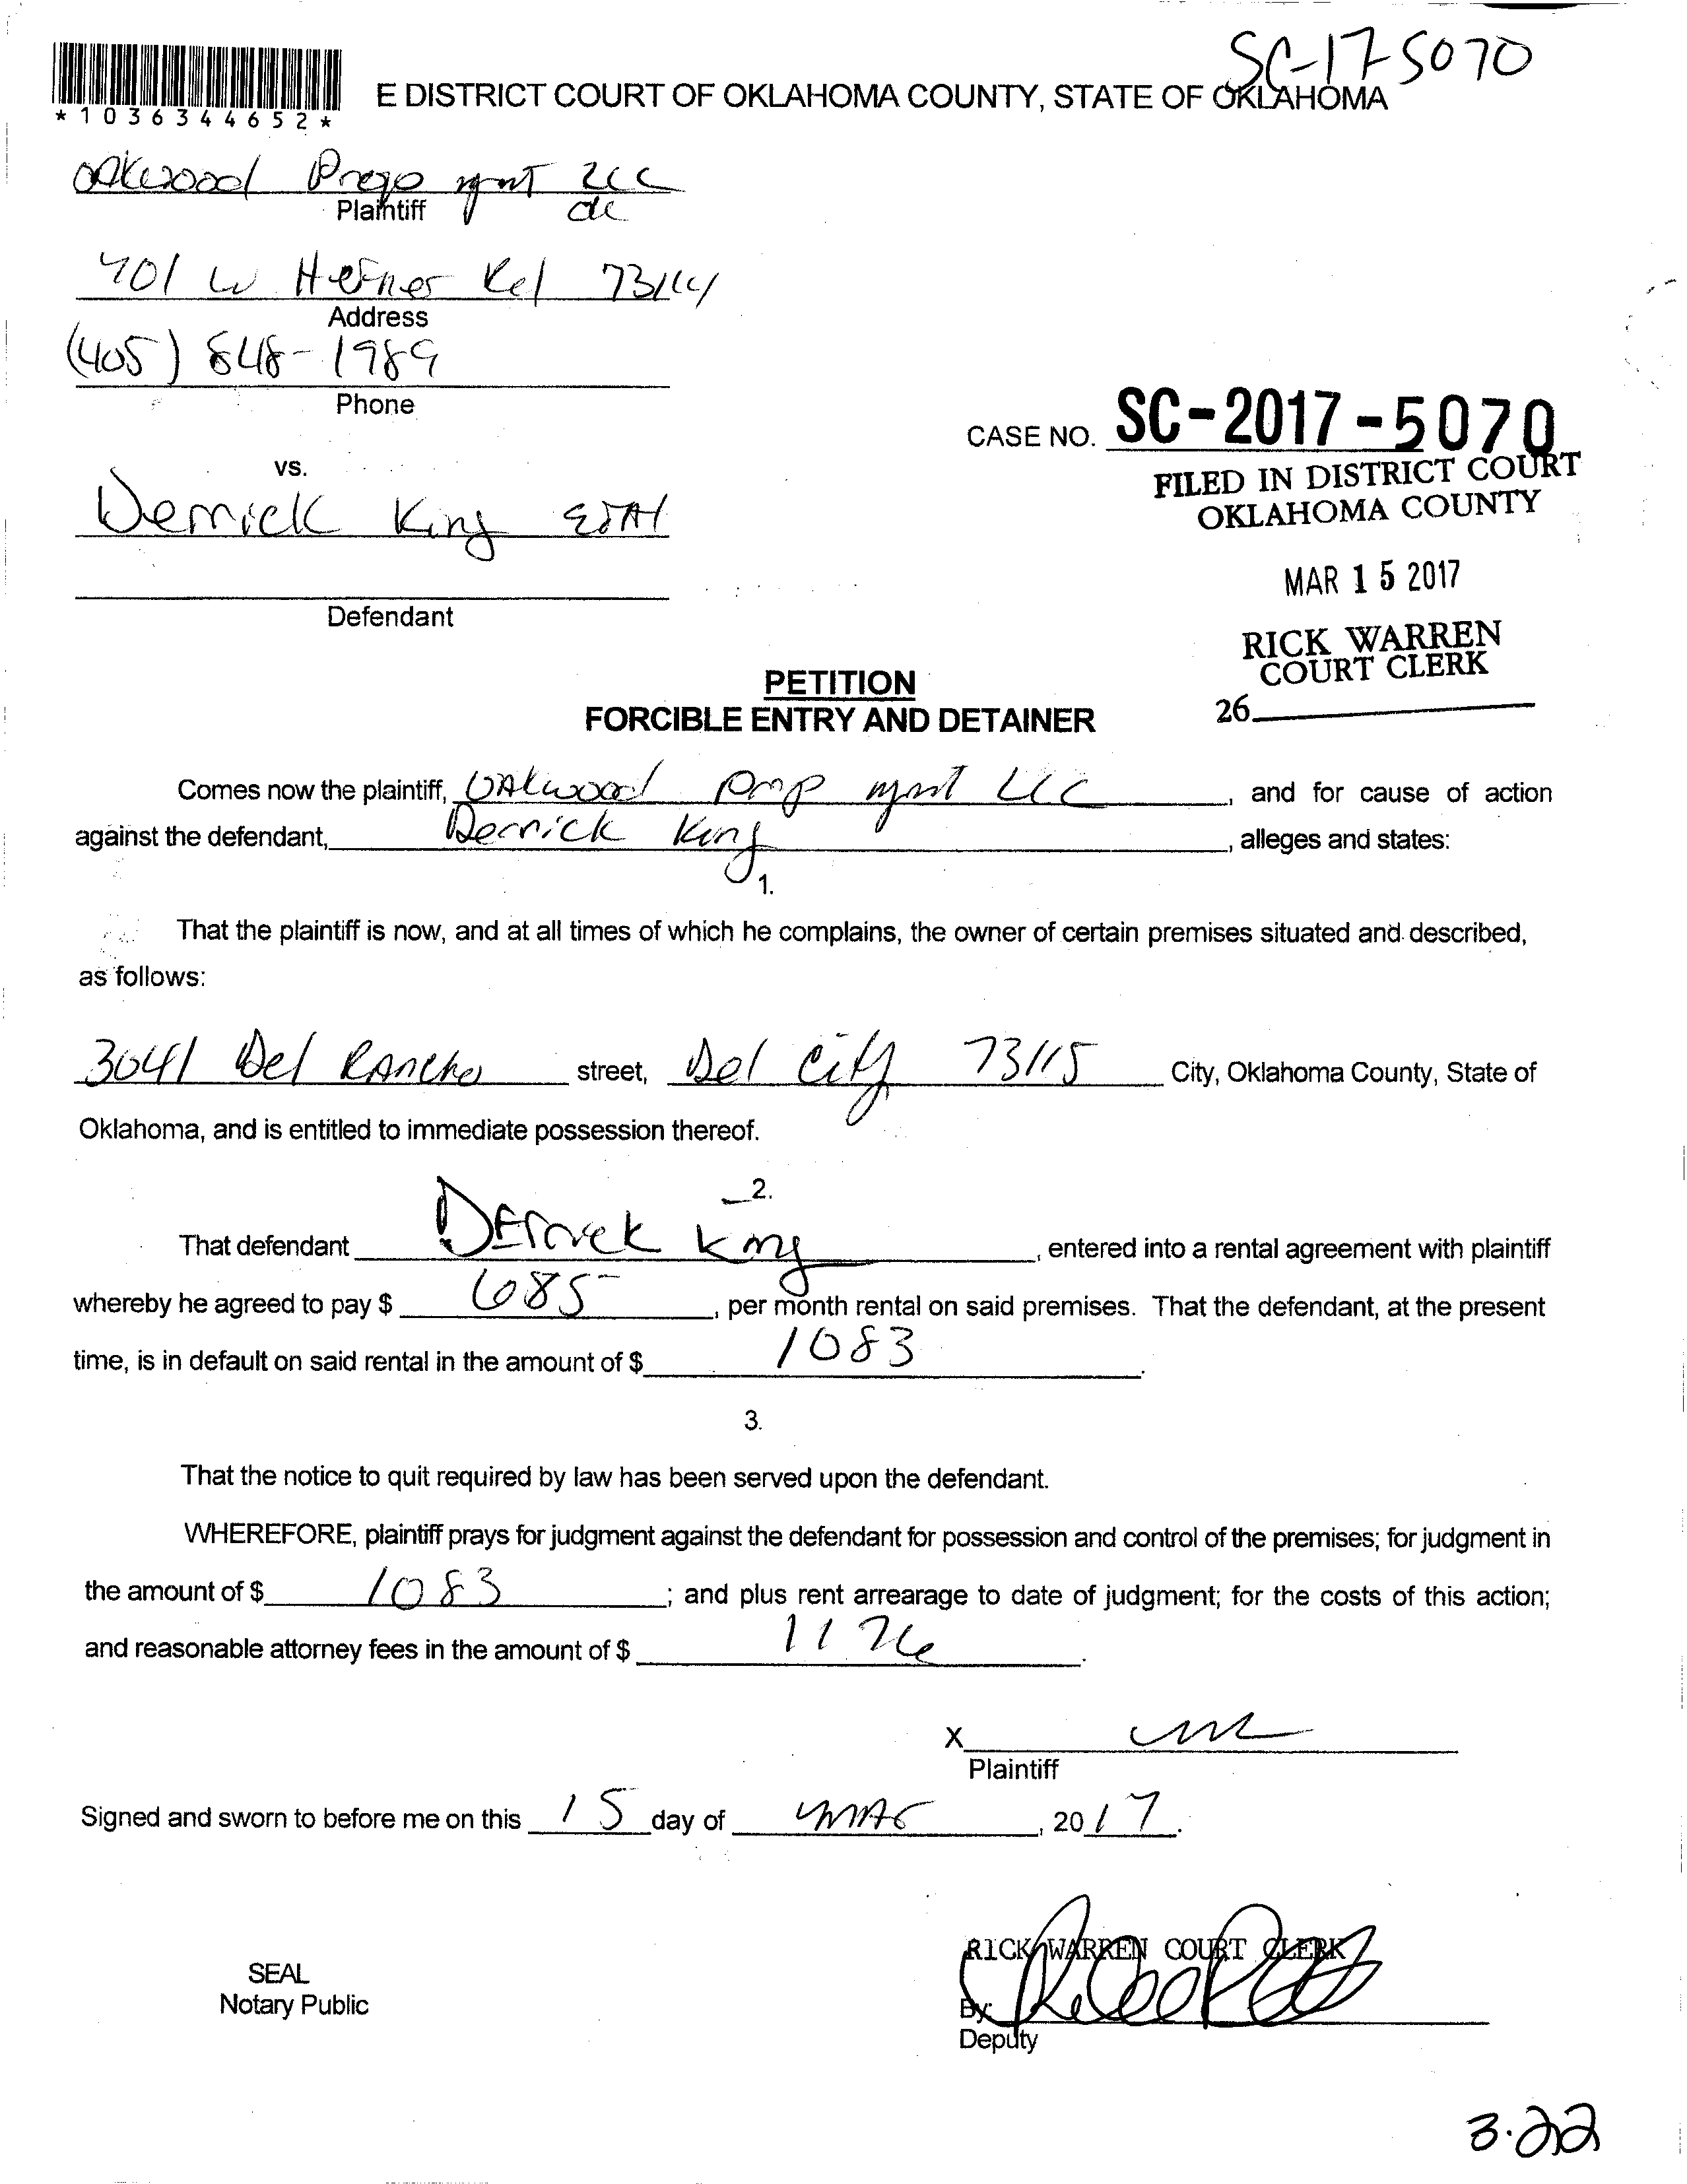 SC-17-5070
*1036344652*
E DISTRICT COURT OF OKLAHOMA COUNTY, STATE OF OKLAHOMA
Oakwood Prop mgmt LLC
Plaintiff
401 W Hefner Rd 73114
Address
(405) 848-1989
Phone
CASE NO. SC-2017-5070
FILED IN DISTRICT COURT
OKLAHOMA COUNTY
MAR 15 2017
RICK WARREN
COURT CLERK
26
vs.
Derrick King
Defendant
PETITION
FORCIBLE ENTRY AND DETAINER
Comes now the plaintiff, Oakwood Prop mgmt LLC, and for cause of action
against the defendant, Derrick King, alleges and states:
1.
That the plaintiff is now, and at all times of which he complains, the owner of certain premises situated and described,
as follows:
3041 Del Rancho street, Del City 73115 City, Oklahoma County, State of
Oklahoma, and is entitled to immediate possession thereof.
2.
That defendant Derrick King, entered into a rental agreement with plaintiff
whereby he agreed to pay $ 685, per month rental on said premises. That the defendant, at the present
time, is in default on said rental in the amount of $ 1083.
3.
That the notice to quit required by law has been served upon the defendant.
WHEREFORE, plaintiff prays for judgment against the defendant for possession and control of the premises; for judgment in
the amount of $ 1083; and plus rent arrearage to date of judgment; for the costs of this action;
and reasonable attorney fees in the amount of $
X
Plaintiff
Signed and sworn to before me on this 15 day of mar, 2017.
RICK WARREN COURT CLERK
SEAL
Notary Public
By:
Deputy
3.22